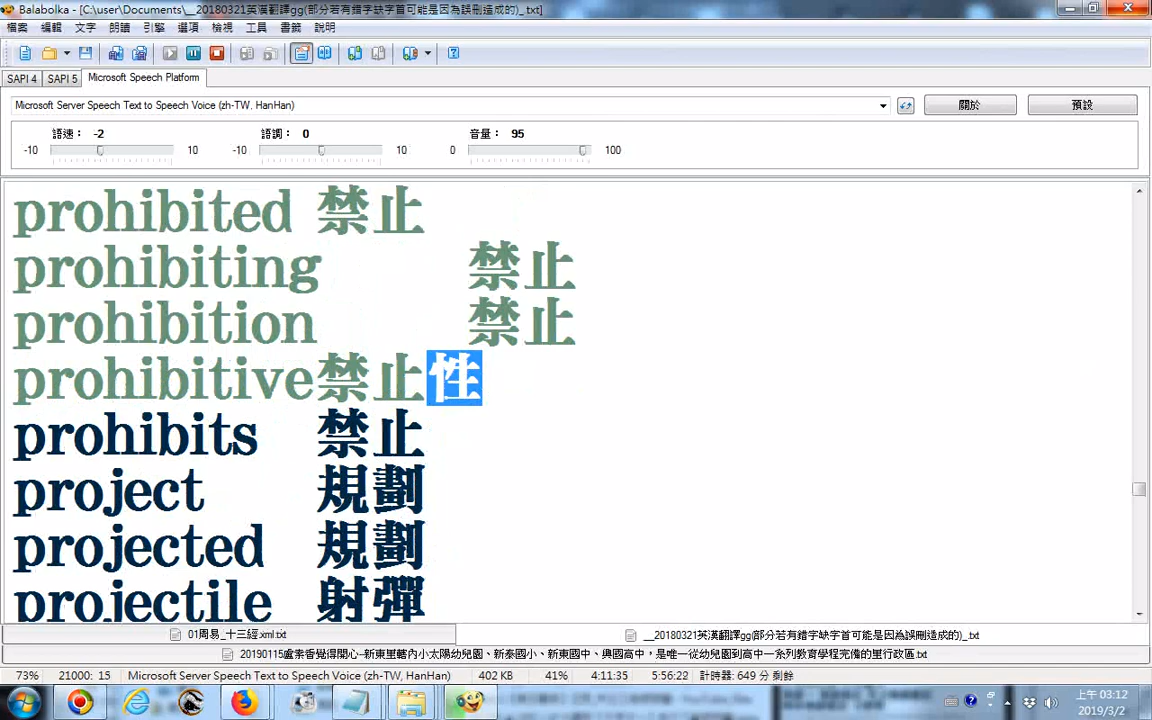 Balabolka - [C:\user\Documents\__20180321英漢翻譯gg(部分若有錯字缺字首可能是因為誤刪造成的)_.txt]
檔案 編輯 文字 朗讀 引擎 選項 檢視 工具 書籤 說明
SAPI 4 SAPI 5 Microsoft Speech Platform
Microsoft Server Speech Text to Speech Voice (zh-TW, HanHan) 關於 預設
語速： -2 語調： 0 音量： 95
-10 10 -10 10 0 100
prohibited 禁止
prohibiting 禁止
prohibition 禁止
prohibitive禁止性
prohibits 禁止
project 規劃
projected 規劃
projectile 射彈
01周易_十三經.xml.txt __20180321英漢翻譯gg(部分若有錯字缺字首可能是因為誤刪造成的)_.txt
20190115盧素香覺得開心-新東里轄內小太陽幼兒園、新泰國小、新東國中、興國高中，是唯一從幼兒園到高中一系列教育學程完備的里行政區.txt
73% 21000: 15 Microsoft Server Speech Text to Speech Voice (zh-TW, HanHan) 402 KB 41% 4:11:35 5:56:22 計時器: 649 分 剩餘
上午 03:12
2019/3/2